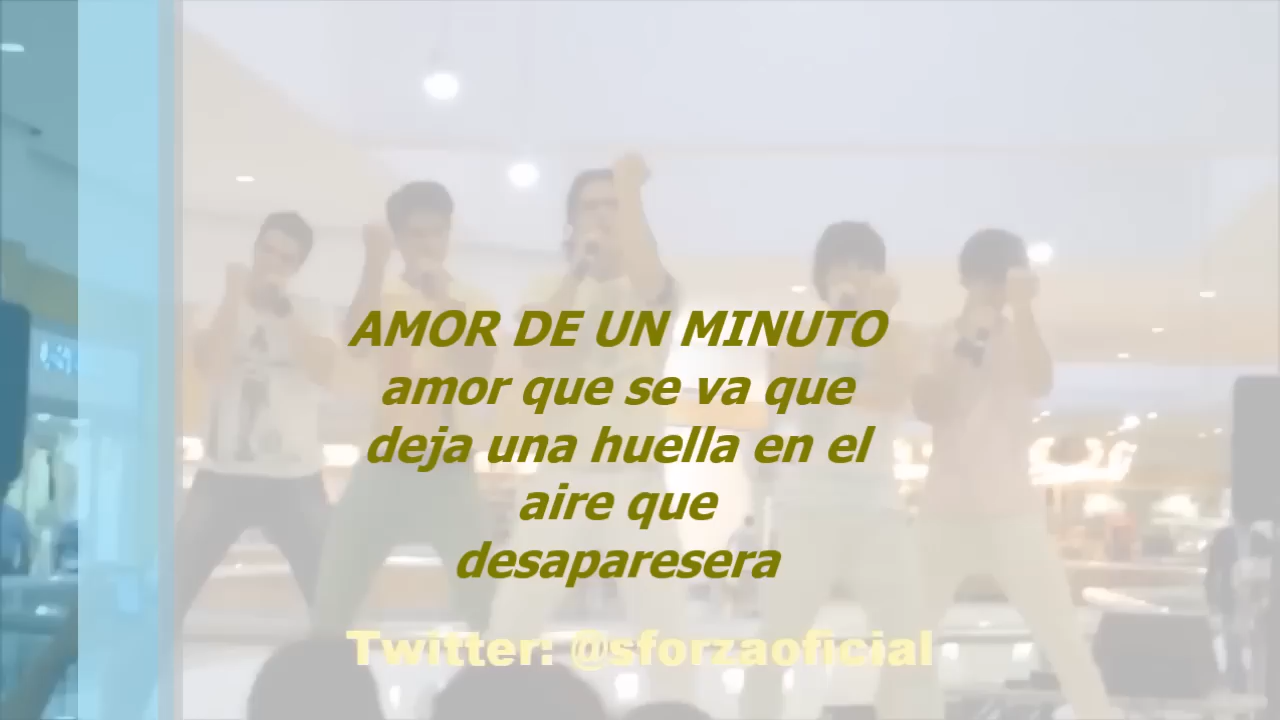 AMOR DE UN MINUTO
amor que se va que
deja una huella en el
aire que
desaparesera
Twitter: @sforzaoficial